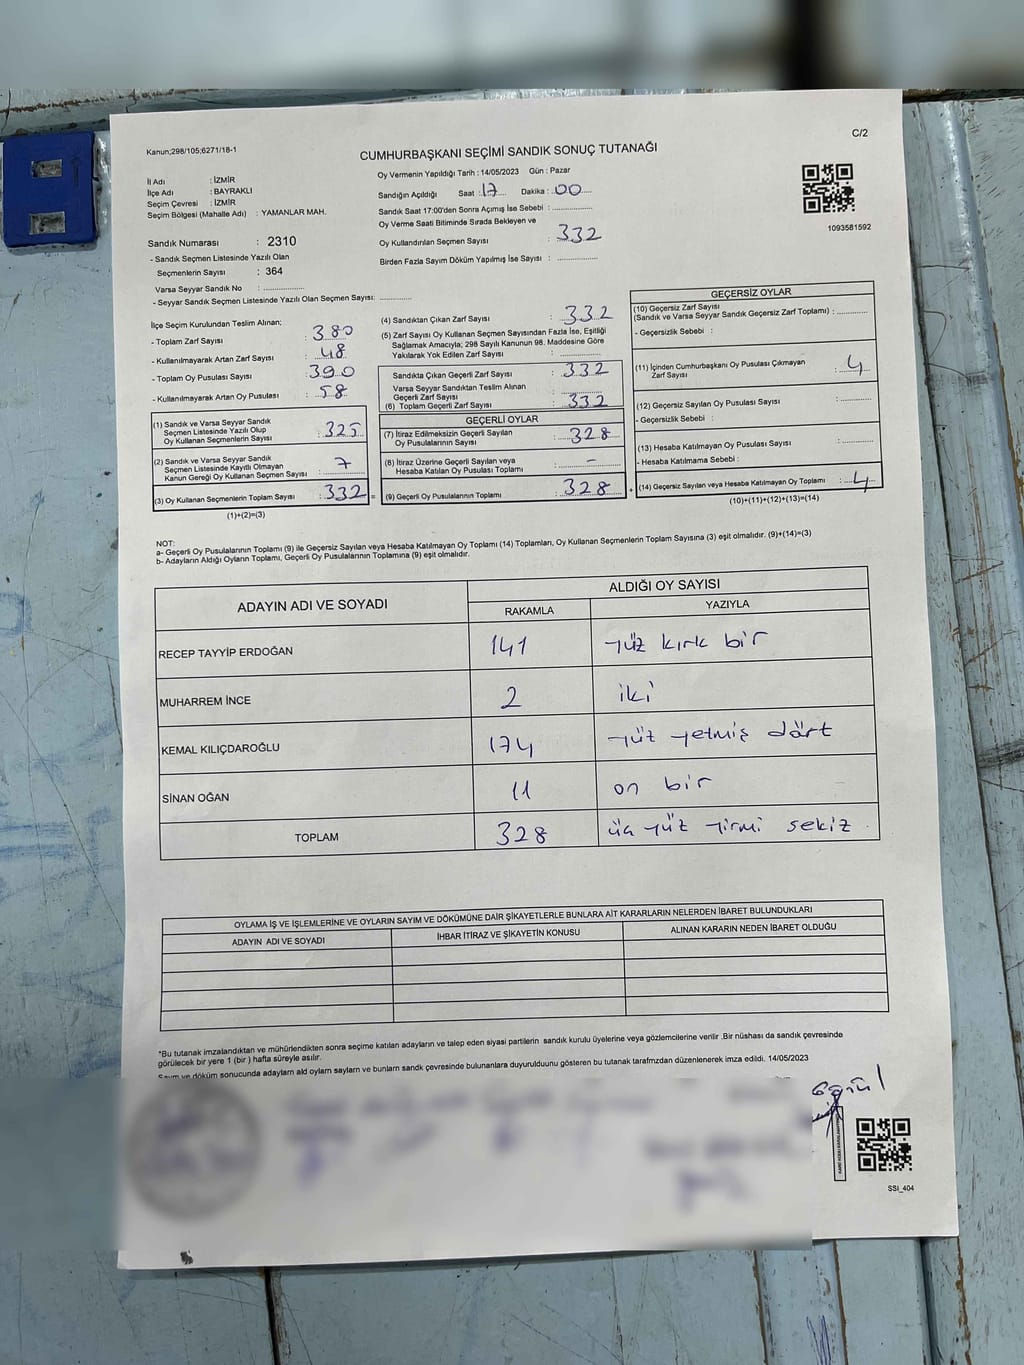 Kanun;298/105;6271/18-1
C/2
CUMHURBAŞKANI SEÇİMİ SANDIK SONUÇ TUTANAĞI
İl Adı : İZMİR
İlçe Adı : BAYRAKLI
Seçim Çevresi : İZMİR
Seçim Bölgesi (Mahalle Adı) : YAMANLAR MAH.
Sandık Numarası : 2310
- Sandık Seçmen Listesinde Yazılı Olan
Seçmenlerin Sayısı : 364
Varsa Seyyar Sandık No : ..............
- Seyyar Sandık Seçmen Listesinde Yazılı Olan Seçmen Sayısı: ..............
Oy Vermenin Yapıldığı Tarih : 14/05/2023 Gün : Pazar
Sandığın Açıldığı Saat : 17 Dakika : 00
Sandık Saat 17:00'den Sonra Açımış İse Sebebi : ..............
Oy Verme Saati Bitiminde Sırada Bekleyen ve
Oy Kullandırılan Seçmen Sayısı : 332
Birden Fazla Sayım Döküm Yapılmış İse Sayısı : ..............
1093581592
İlçe Seçim Kurulundan Teslim Alınan;
- Toplam Zarf Sayısı : 380
- Kullanılmayarak Artan Zarf Sayısı : 48
- Toplam Oy Pusulası Sayısı : 390
- Kullanılmayarak Artan Oy Pusulası : 58
(1) Sandık ve Varsa Seyyar Sandık
Seçmen Listesinde Yazılı Olup
Oy Kullanan Seçmenlerin Sayısı : 325
(2) Sandık ve Varsa Seyyar Sandık
Seçmen Listesinde Kayıtlı Olmayan
Kanun Gereği Oy Kullanan Seçmen Sayısı : 7
(3) Oy Kullanan Seçmenlerin Toplam Sayısı : 332 =
(1)+(2)=(3)
(4) Sandıktan Çıkan Zarf Sayısı : 332
(5) Zarf Sayısı Oy Kullanan Seçmen Sayısından Fazla İse, Eşitliği
Sağlamak Amacıyla; 298 Sayılı Kanunun 98. Maddesine Göre
Yakılarak Yok Edilen Zarf Sayısı : ..............
Sandıkta Çıkan Geçerli Zarf Sayısı : 332
Varsa Seyyar Sandıktan Teslim Alınan
Geçerli Zarf Sayısı : ..............
(6) Toplam Geçerli Zarf Sayısı : 332
GEÇERLİ OYLAR
(7) İtiraz Edilmeksizin Geçerli Sayılan
Oy Pusulalarının Sayısı : 328
(8) İtiraz Üzerine Geçerli Sayılan veya
Hesaba Katılan Oy Pusulası Toplamı : -
(9) Geçerli Oy Pusulalarının Toplamı : 328 +
GEÇERSİZ OYLAR
(10) Geçersiz Zarf Sayısı
(Sandık ve Varsa Seyyar Sandık Geçersiz Zarf Toplamı) : ..............
- Geçersizlik Sebebi :
(11) İçinden Cumhurbaşkanı Oy Pusulası Çıkmayan
Zarf Sayısı : 4
(12) Geçersiz Sayılan Oy Pusulası Sayısı : ..............
- Geçersizlik Sebebi :
(13) Hesaba Katılmayan Oy Pusulası Sayısı : ..............
- Hesaba Katılmama Sebebi :
(14) Geçersiz Sayılan veya Hesaba Katılmayan Oy Toplamı : 4
(10)+(11)+(12)+(13)=(14)
NOT:
a- Geçerli Oy Pusulalarının Toplamı (9) ile Geçersiz Sayılan veya Hesaba Katılmayan Oy Toplamı (14) Toplamları, Oy Kullanan Seçmenlerin Toplam Sayısına (3) eşit olmalıdır. (9)+(14)=(3)
b- Adayların Aldığı Oyların Toplamı, Geçerli Oy Pusulalarının Toplamına (9) eşit olmalıdır.
ADAYIN ADI VE SOYADI
ALDIĞI OY SAYISI
RAKAMLA YAZIYLA
RECEP TAYYİP ERDOĞAN 141 yüz kırk bir
MUHARREM İNCE 2 iki
KEMAL KILIÇDAROĞLU 174 yüz yetmiş dört
SİNAN OĞAN 11 on bir
TOPLAM 328 üç yüz yirmi sekiz
OYLAMA İŞ VE İŞLEMLERİNE VE OYLARIN SAYIM VE DÖKÜMÜNE DAİR ŞİKAYETLERLE BUNLARA AİT KARARLARIN NELERDEN İBARET BULUNDUKLARI
ADAYIN ADI VE SOYADI İHBAR İTİRAZ VE ŞİKAYETİN KONUSU ALINAN KARARIN NEDEN İBARET OLDUĞU
*Bu tutanak imzalandıktan ve mühürlendikten sonra seçime katılan adayların ve talep eden siyasi partilerin sandık kurulu üyelerine veya gözlemcilerine verilir .Bir nüshası da sandık çevresinde
görülecek bir yere 1 (bir ) hafta süreyle asılır.
Sayım ve döküm sonucunda adayların ald oyların sayların ve bunların sandk çevresinde bulunanlara duyurulduunu gösteren bu tutanak tarafmzdan düzenlenerek imza edildi. 14/05/2023
SSİ_404